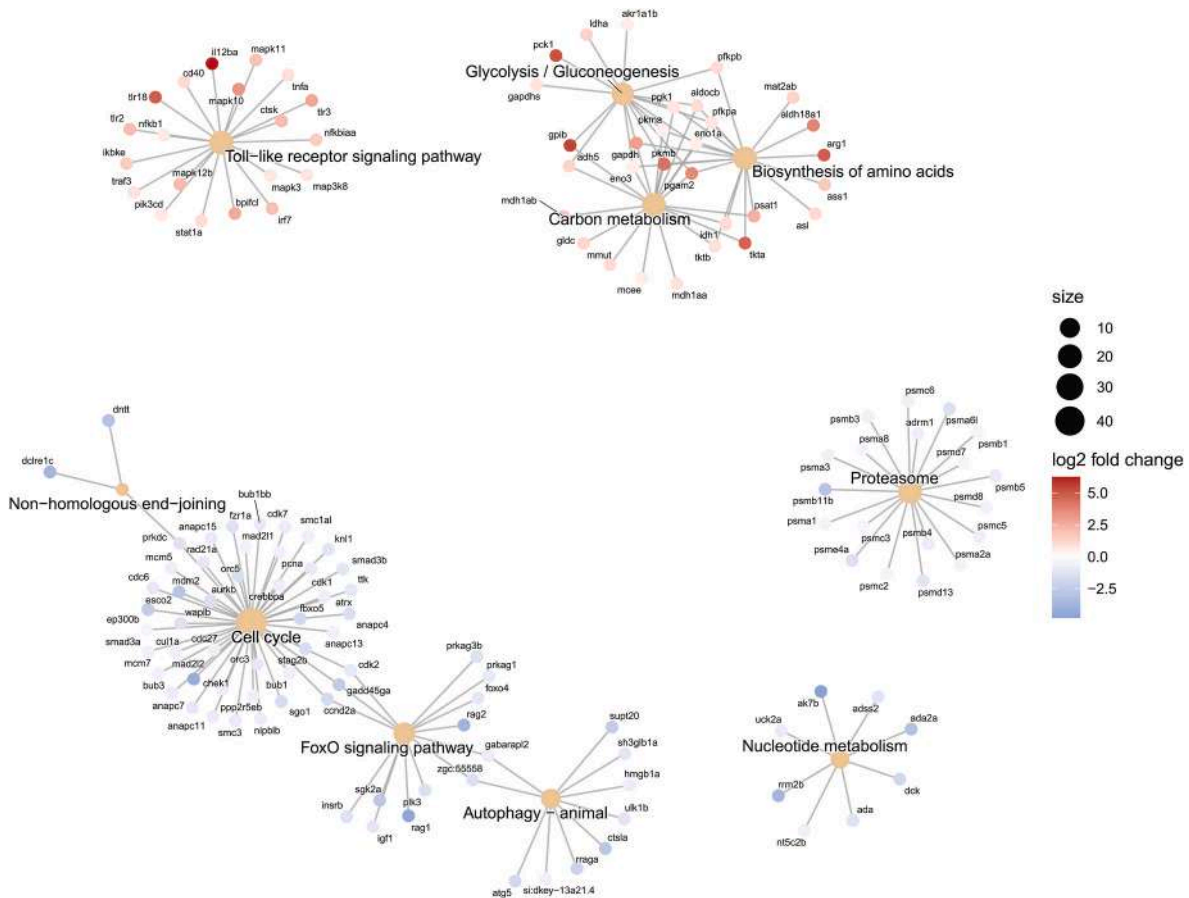 akr1a1b
ldha
il12ba
mapk11
pck1
pfkpb
cd40
Glycolysis / Gluconeogenesis
tlr18
mapk10
tnfa
gapdhs
pgk1
aldocb
mat2ab
tlr2
nfkb1
ctsk
tlr3
pkma
pfkpa
aldh18a1
gpib
eno1a
nfkbiaa
arg1
ikbke
Toll-like receptor signaling pathway
adh5
gapdh
pkmb
Biosynthesis of amino acids
traf3
mapk12b
mapk3
map3k8
eno3
pgam2
ass1
pik3cd
bpifcl
irf7
mdh1ab
Carbon metabolism
psat1
asl
stat1a
gldc
idh1
mmut
tktb
tkta
mcee
mdh1aa
size
10
20
30
40
log2 fold change
5.0
2.5
0.0
−2.5
dntt
dclre1c
Non-homologous end-joining
bub1bb
fzr1a
cdk7
anapc15
smc1al
prkdc
mad2l1
knl1
rad21a
mcm5
orc5
pcna
smad3b
cdc6
mdm2
cdk1
ttk
esco2
aurkb
crebbpa
fbxo5
atrx
ep300b
waplb
anapc4
smad3a
cul1a
cdc27
Cell cycle
anapc13
mcm7
mad2l2
orc3
stag2b
cdk2
bub3
chek1
bub1
gadd45ga
anapc7
ppp2r5eb
sgo1
ccnd2a
anapc11
smc3
nipblb
prkag3b
prkag1
foxo4
rag2
FoxO signaling pathway
gabarapl2
zgc:55558
sgk2a
plk3
insrb
igf1
rag1
supt20
sh3glb1a
hmgb1a
Autophagy − animal
ulk1b
ctsla
rraga
atg5
si:dkey-13a21.4
psmc6
psmb3
adrm1
psma6l
psma8
psmd7
psmb1
psma3
Proteasome
psmb5
psmb11b
psmd8
psma1
psmc3
psmb4
psmc5
psme4a
psma2a
psmc2
psmd13
ak7b
adss2
uck2a
ada2a
Nucleotide metabolism
rrm2b
dck
ada
nt5c2b